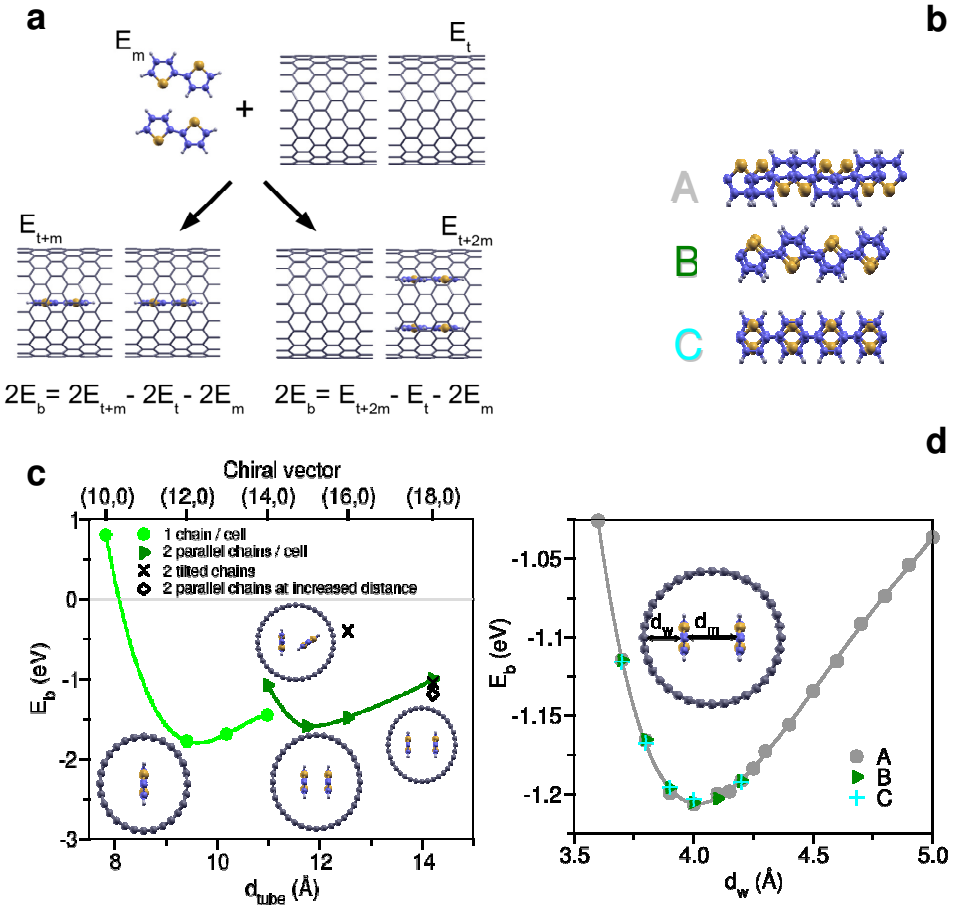 a
E_m
+
E_t
E_t+m
E_t+2m
2E_b = 2E_t+m - 2E_t - 2E_m
2E_b = E_t+2m - E_t - 2E_m
b
A
B
C
c
Chiral vector
(10,0) (12,0) (14,0) (16,0) (18,0)
1 chain / cell
2 parallel chains / cell
2 tilted chains
2 parallel chains at increased distance
1
0
-1
-2
-3
E_b (eV)
8 10 12 14
d_tube (Å)
d
-1.05
-1.1
-1.15
-1.2
E_b (eV)
d_w d_m
A
B
C
3.5 4.0 4.5 5.0
d_w (Å)